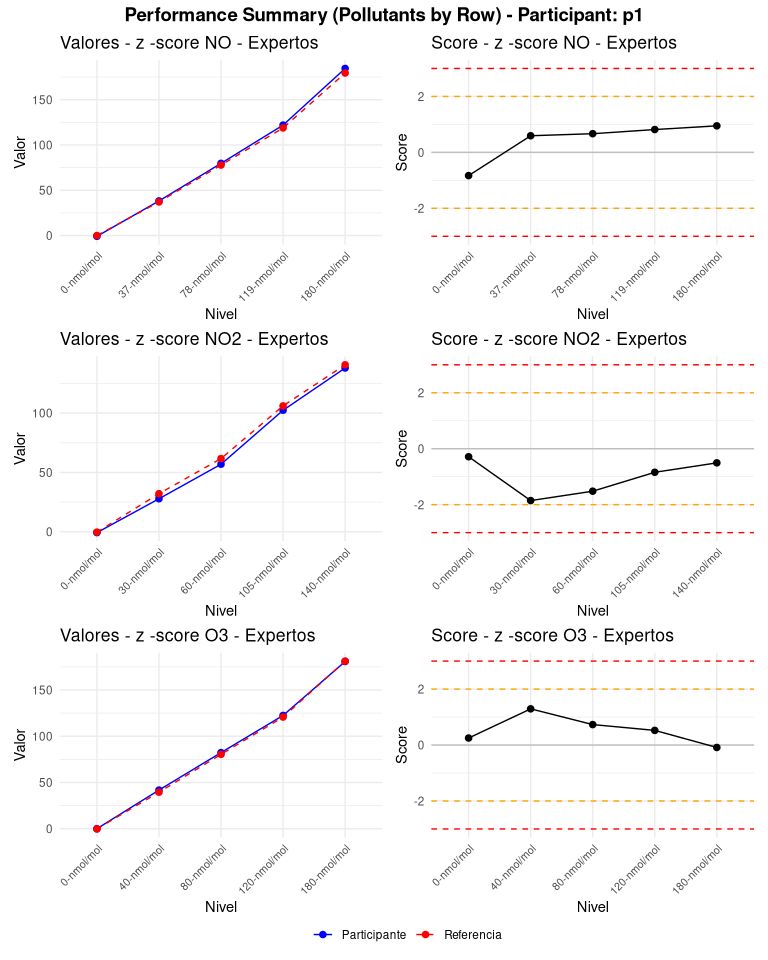 Performance Summary (Pollutants by Row) - Participant: p1
Valores - z -score NO - Expertos
Valor
150
100
50
0
0-nmol/mol
37-nmol/mol
78-nmol/mol
119-nmol/mol
180-nmol/mol
Nivel
Score - z -score NO - Expertos
Score
2
0
-2
0-nmol/mol
37-nmol/mol
78-nmol/mol
119-nmol/mol
180-nmol/mol
Nivel
Valores - z -score NO2 - Expertos
Valor
100
50
0
0-nmol/mol
30-nmol/mol
60-nmol/mol
105-nmol/mol
140-nmol/mol
Nivel
Score - z -score NO2 - Expertos
Score
2
0
-2
0-nmol/mol
30-nmol/mol
60-nmol/mol
105-nmol/mol
140-nmol/mol
Nivel
Valores - z -score O3 - Expertos
Valor
150
100
50
0
0-nmol/mol
40-nmol/mol
80-nmol/mol
120-nmol/mol
180-nmol/mol
Nivel
Score - z -score O3 - Expertos
Score
2
0
-2
0-nmol/mol
40-nmol/mol
80-nmol/mol
120-nmol/mol
180-nmol/mol
Nivel
Participante
Referencia